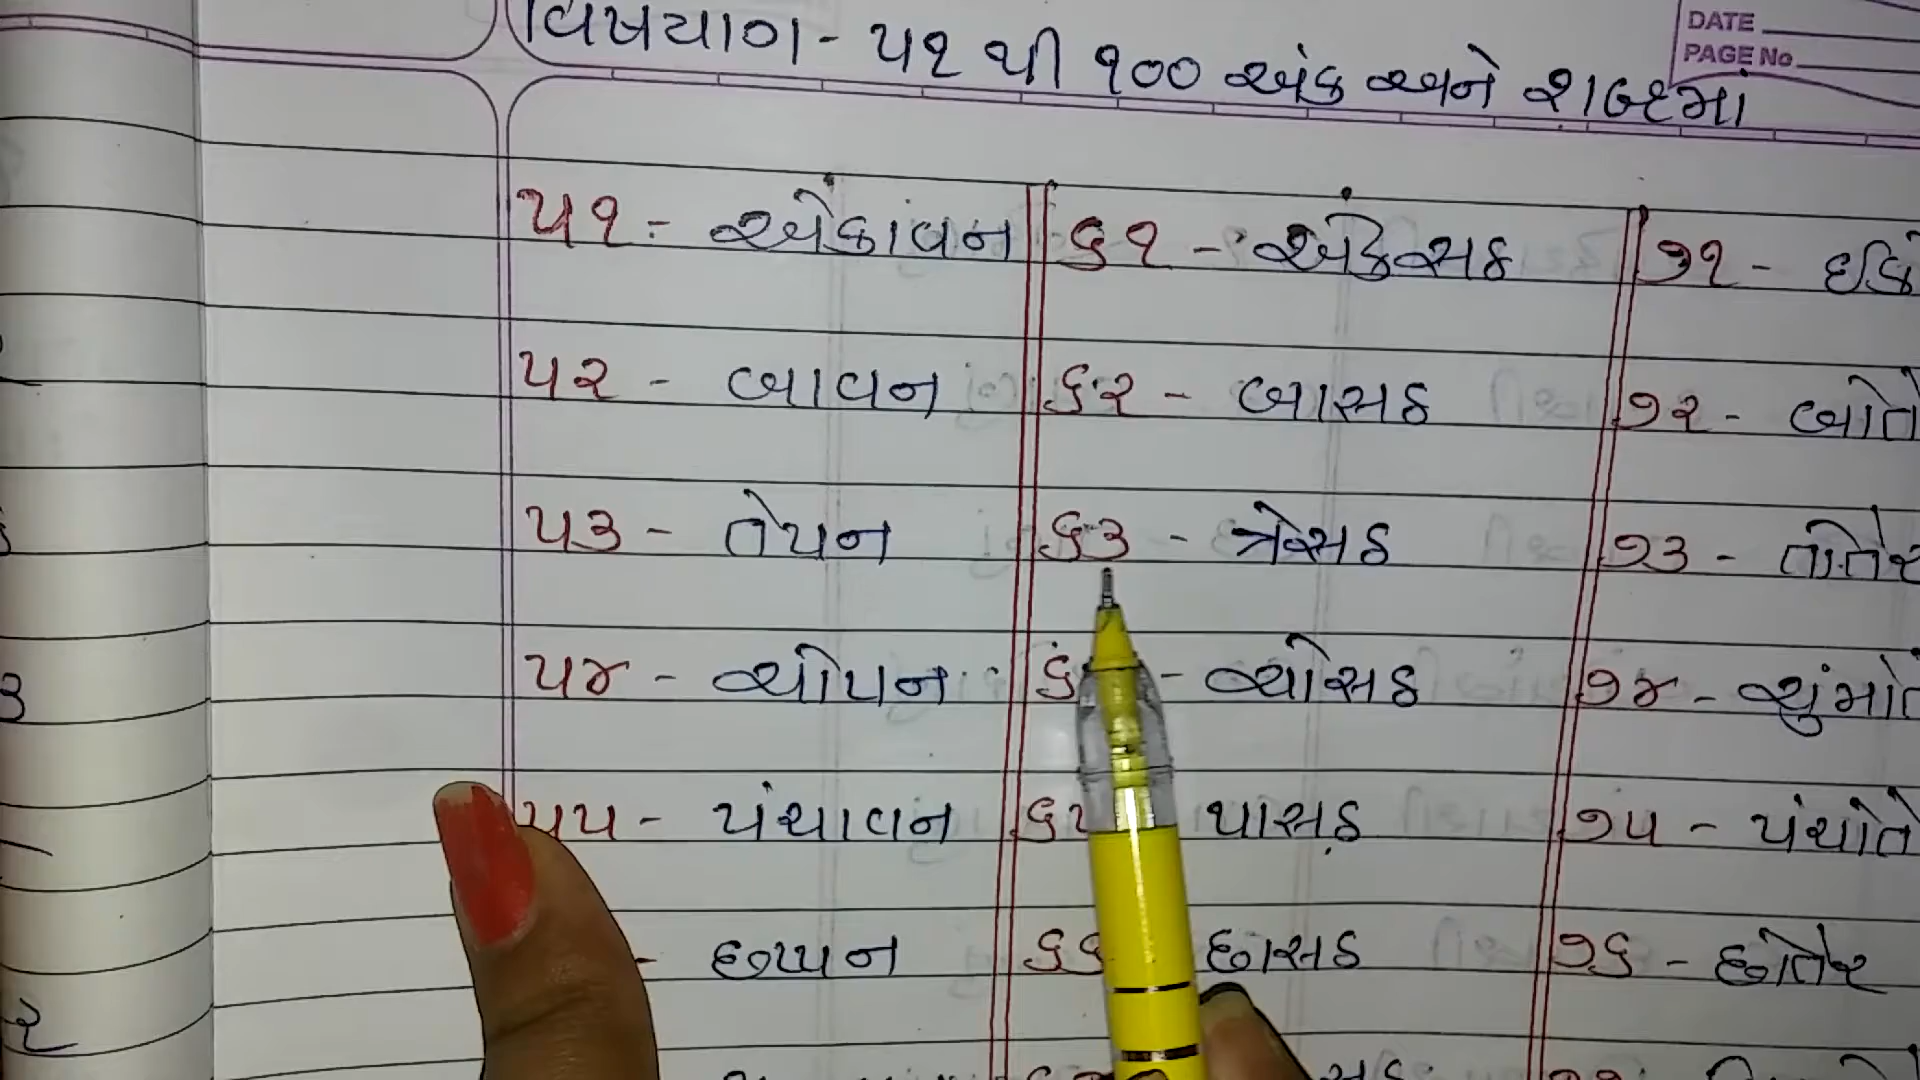 વિષયાંગ - ૫૧ થી ૧૦૦ અંક અને શબ્દમાં
DATE
PAGE No
૫૧ - એકાવન ૬૧ - એકસઠ ૭૧ -
૫૨ - બાવન ૬૨ - બાસઠ ૭૨ -
૫૩ - તેપન ૬૩ - ત્રેસઠ ૭૩ - તોતેર
૫૪ - ચોપન - ચોસઠ ૭૪ -
૫૫ - પંચાવન પાસઠ ૭૫ -
- છપ્પન ૬૬ છાસઠ ૭૬ - છોતેર